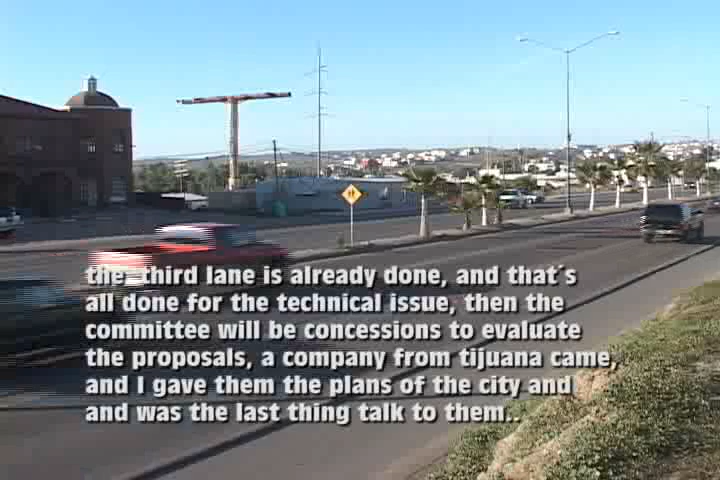 the  third lane is already done, and that´s
all done for the technical issue, then the
committee will be concessions to evaluate
the proposals, a company from tijuana came,
and I gave them the plans of the city and
and was the last thing talk to them..